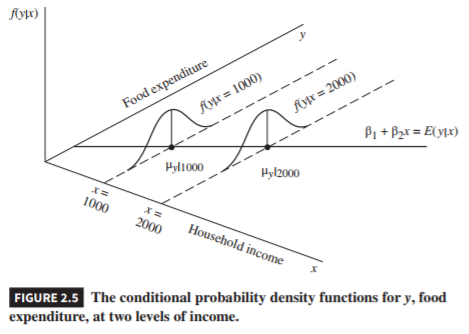 f(y|x)
y
Food expenditure
f(y|x = 1000)
f(y|x = 2000)
β₁ + β₂x = E(y|x)
μy|1000
μy|2000
x =
1000
x =
2000
Household income
x
FIGURE 2.5 The conditional probability density functions for y, food
expenditure, at two levels of income.